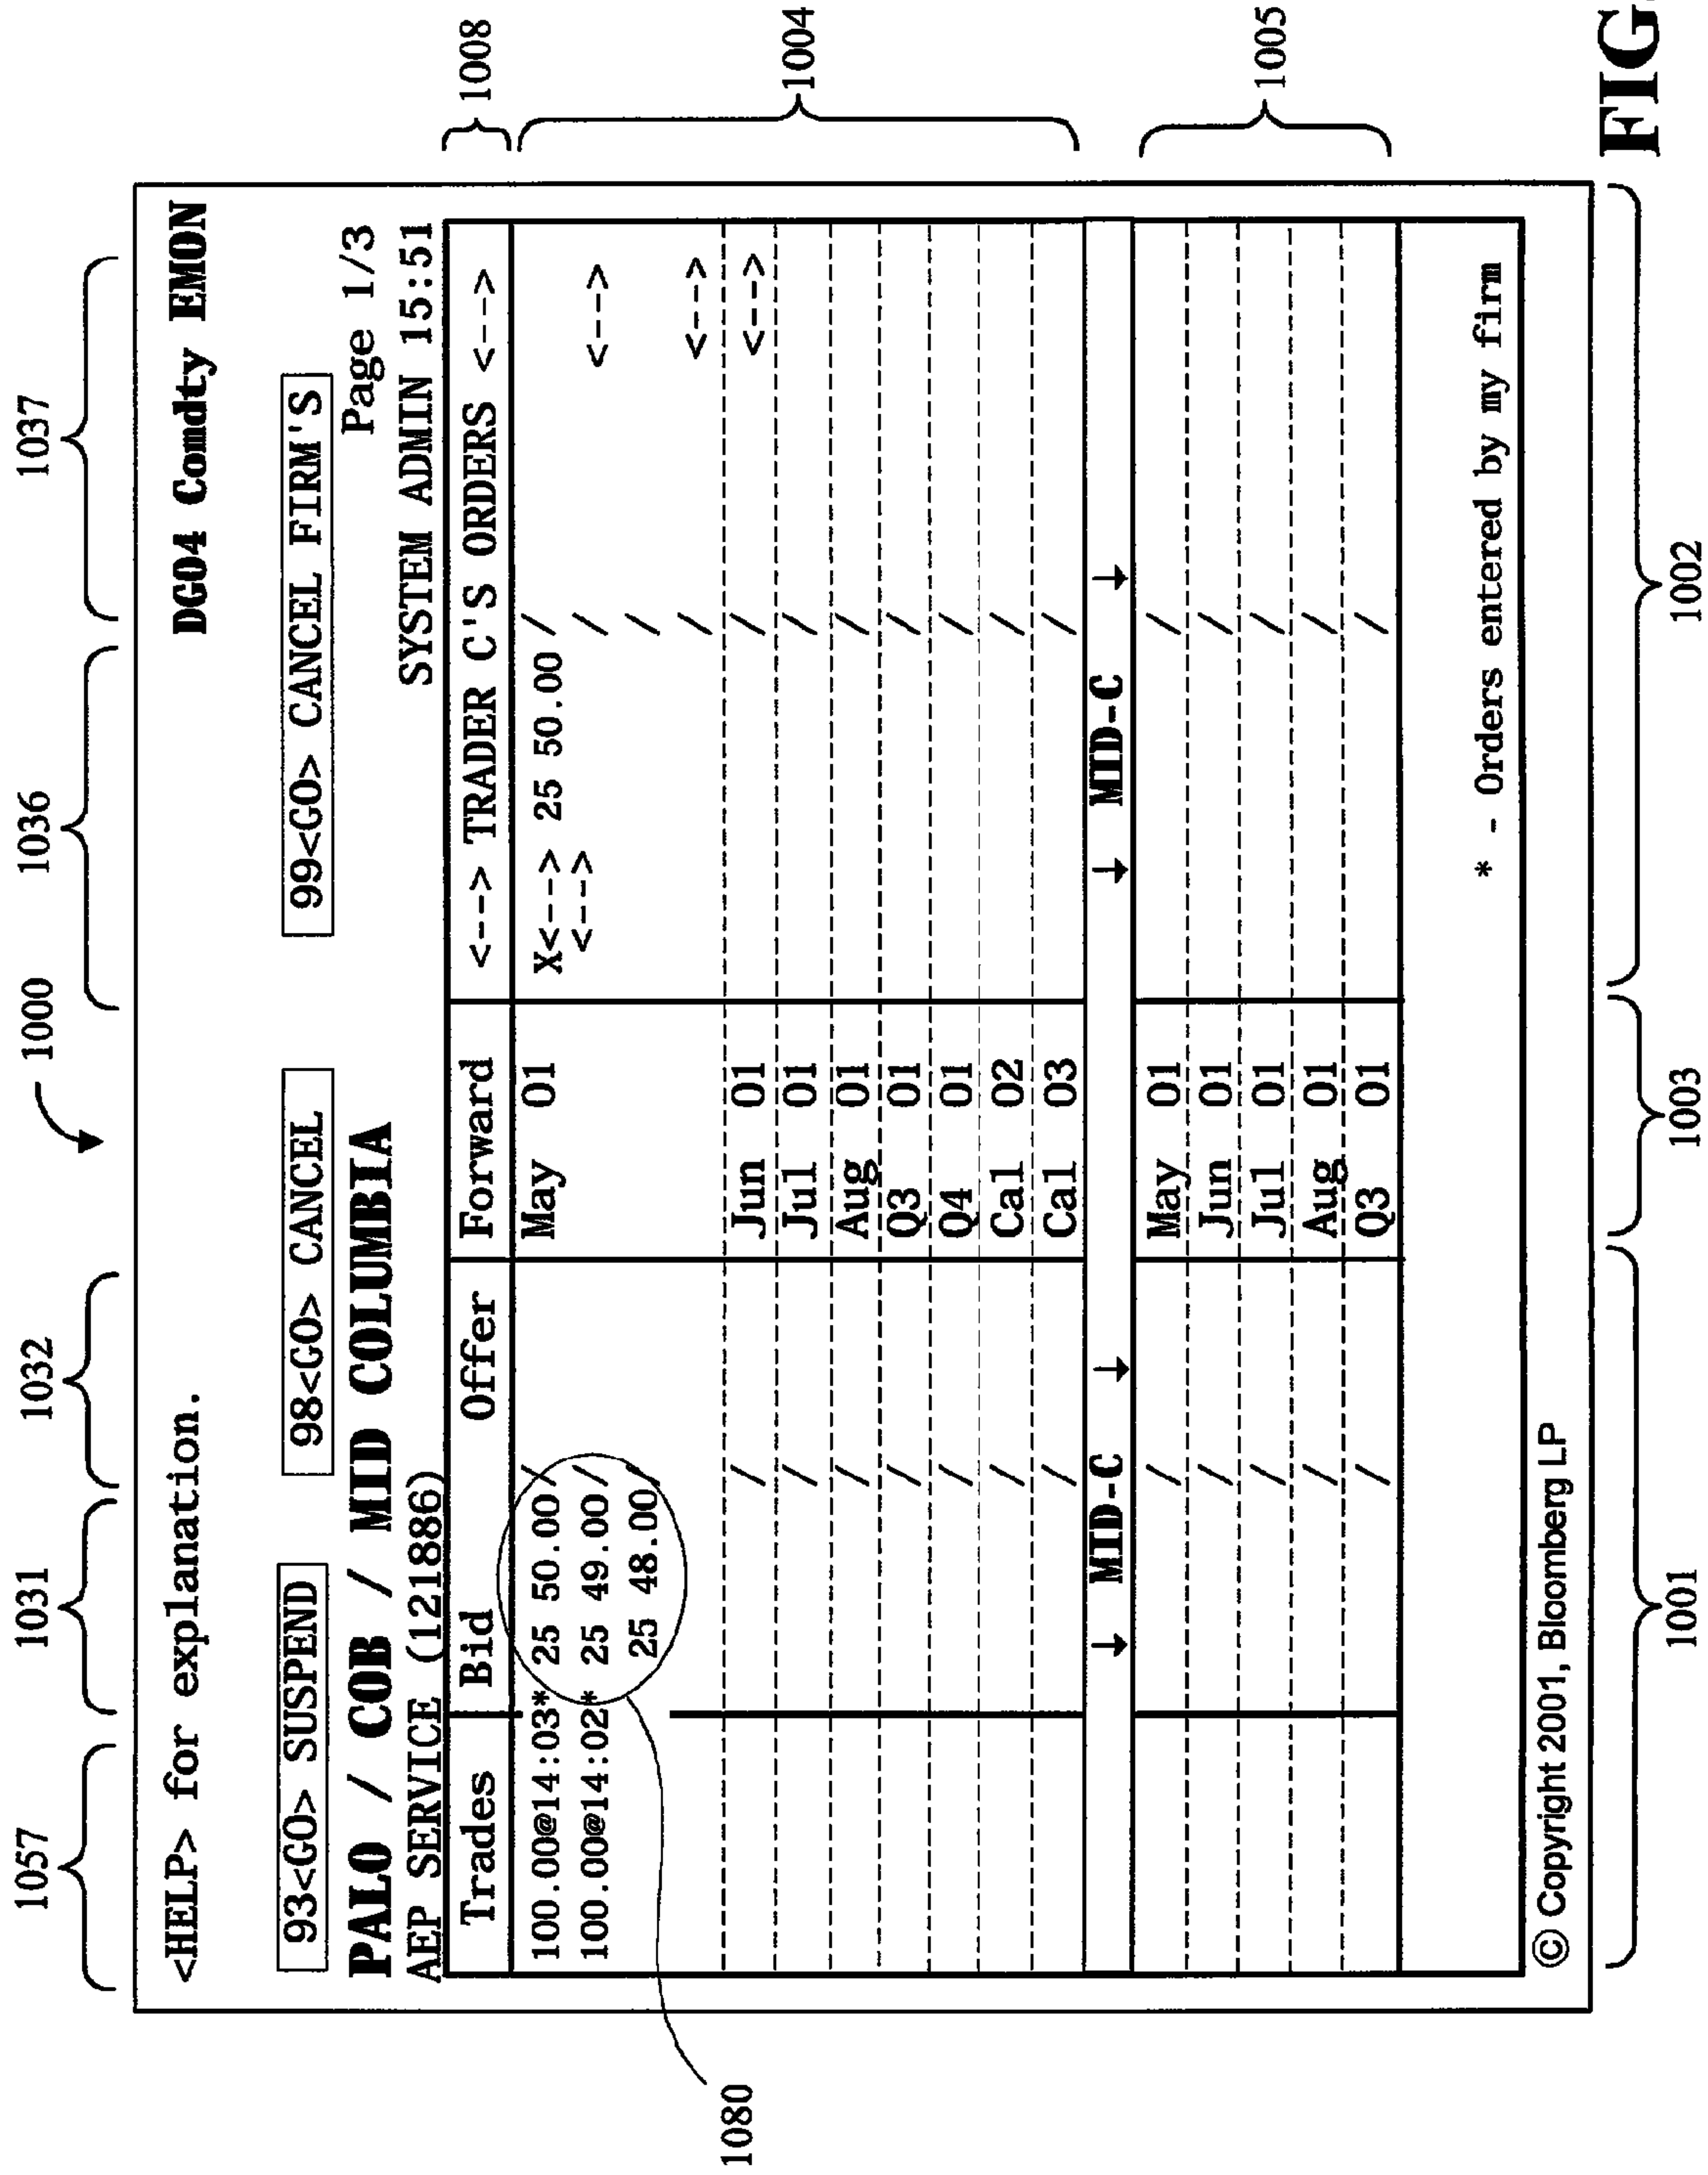 1057 1031 1032 1000 1036 1037
<HELP> for explanation. DG04 Comdty EMON
93<GO> SUSPEND 98<GO> CANCEL 99<GO> CANCEL FIRM'S
PALO / COB / MID COLUMBIA Page 1/3
AEP SERVICE (121886) SYSTEM ADMIN 15:51
Trades Bid Offer Forward <---> TRADER C'S ORDERS <---> 1008
100.00@14:03* 25 50.00 / May 01 X<---> 25 50.00 /
100.00@14:02* 25 49.00 / <---> / <--->
25 48.00 / /
/ <--->
/ Jun 01 / <--->
/ Jul 01 /
/ Aug 01 / 1004
/ Q3 01 /
/ Q4 01 /
/ Cal 02 /
/ Cal 03 /
↓ MID-C ↓ ↓ MID-C ↓
/ May 01 /
/ Jun 01 /
/ Jul 01 / 1005
/ Aug 01 /
/ Q3 01 /
* - Orders entered by my firm
© Copyright 2001, Bloomberg LP
1080
1001 1003 1002
FIG